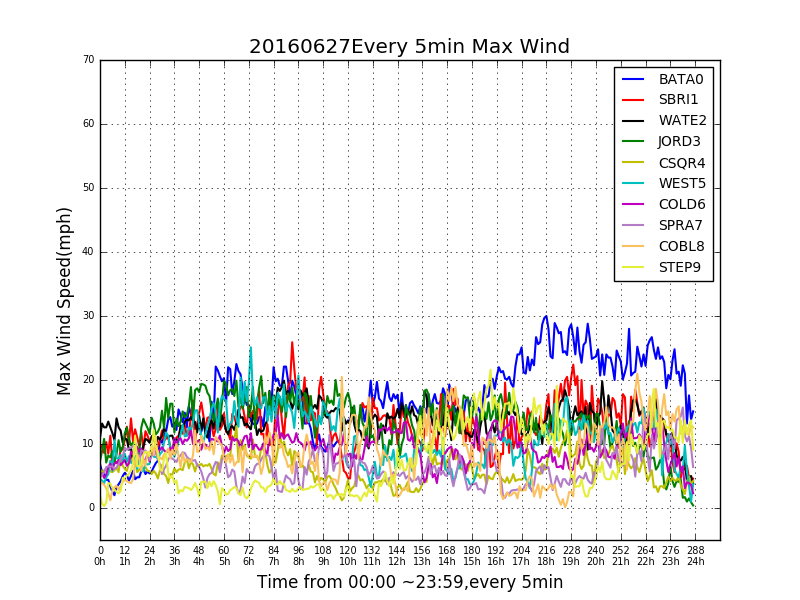 20160627Every 5min Max Wind
70
60
50
40
30
20
10
0
Max Wind Speed(mph)
BATA0
SBRI1
WATE2
JORD3
CSQR4
WEST5
COLD6
SPRA7
COBL8
STEP9
0 12 24 36 48 60 72 84 96 108 120 132 144 156 168 180 192 204 216 228 240 252 264 276 288
0h 1h 2h 3h 4h 5h 6h 7h 8h 9h 10h 11h 12h 13h 14h 15h 16h 17h 18h 19h 20h 21h 22h 23h 24h
Time from 00:00 ~23:59,every 5min